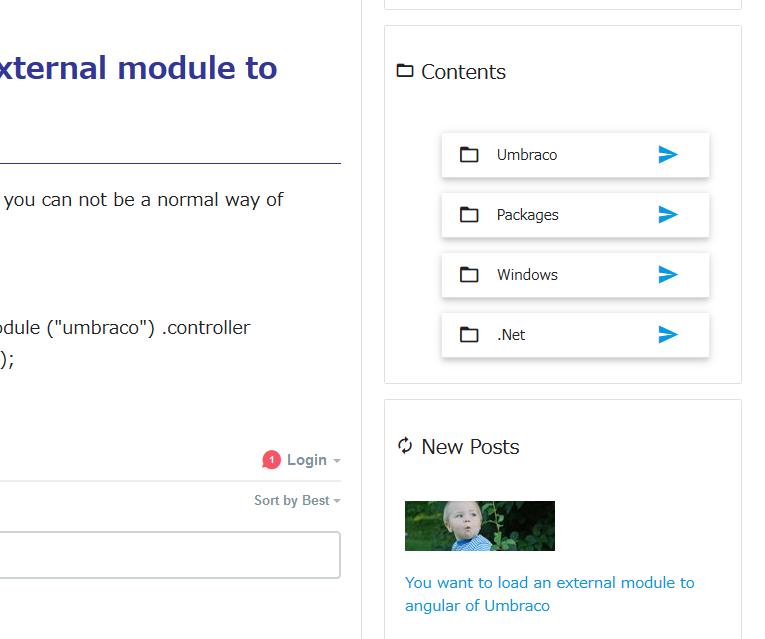 xternal module to
you can not be a normal way of
dule ("umbraco") .controller
);
1 Login
Sort by Best
Contents
Umbraco
Packages
Windows
.Net
New Posts
You want to load an external module to
angular of Umbraco